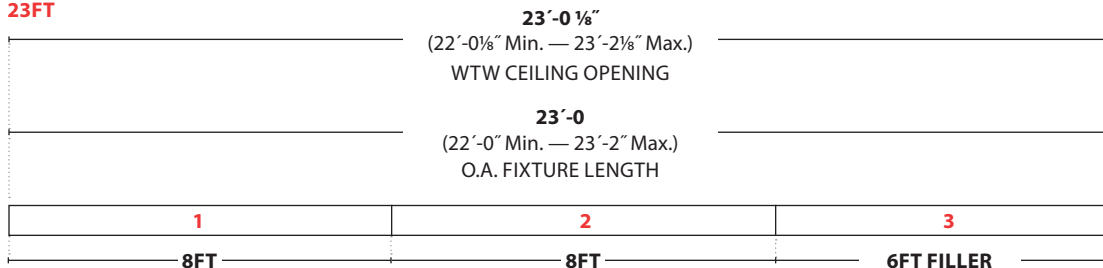 23FT
23´-0 ⅛˝
(22´-0⅛˝ Min. — 23´-2⅛˝ Max.)
WTW CEILING OPENING
23´-0
(22´-0˝ Min. — 23´-2˝ Max.)
O.A. FIXTURE LENGTH
1 2 3
8FT 8FT 6FT FILLER